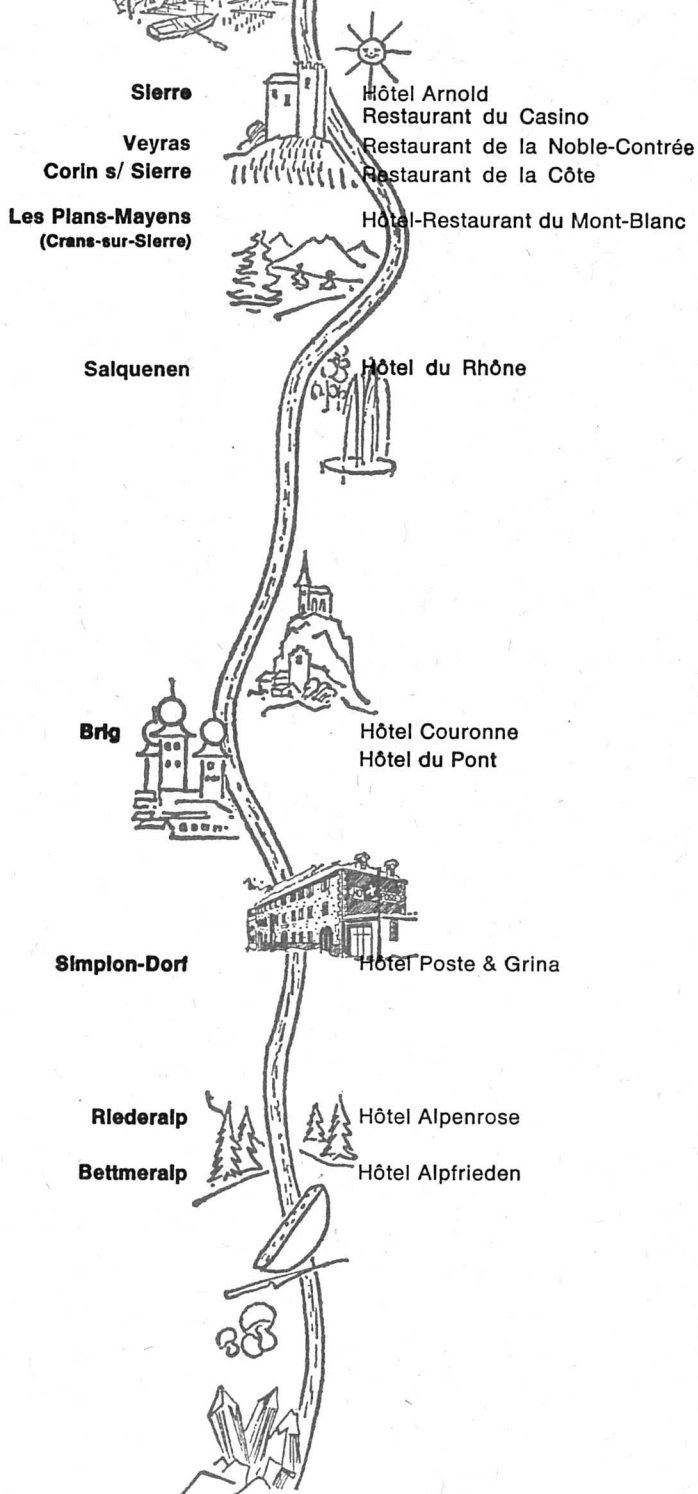 Sierre Hôtel Arnold
Restaurant du Casino
Veyras Restaurant de la Noble-Contrée
Corin s/ Sierre Restaurant de la Côte
Les Plans-Mayens Hôtel-Restaurant du Mont-Blanc
(Crans-sur-Sierre)
Salquenen Hôtel du Rhône
Brig Hôtel Couronne
Hôtel du Pont
Simplon-Dorf Hôtel Poste & Grina
Riederalp Hôtel Alpenrose
Bettmeralp Hôtel Alpfrieden